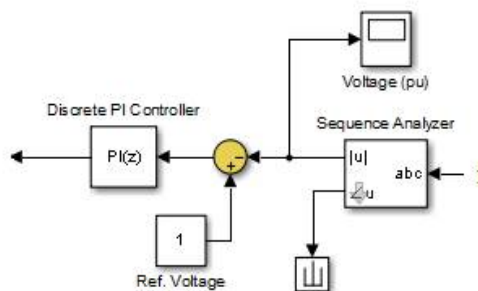 Voltage (pu)
Discrete PI Controller
Sequence Analyzer
PI(z)
−
+
|u|
abc
∠u
1
Ref. Voltage